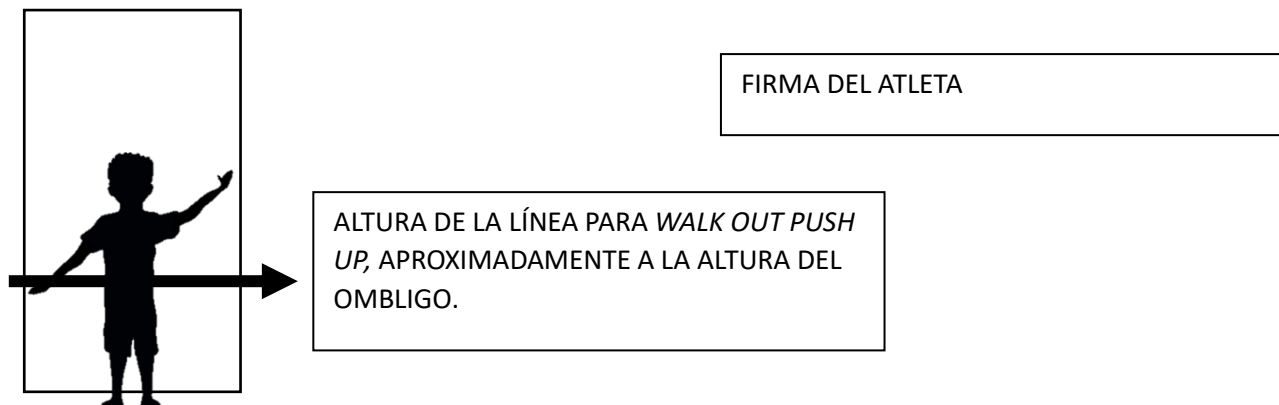 FIRMA DEL ATLETA
ALTURA DE LA LÍNEA PARA WALK OUT PUSH
UP, APROXIMADAMENTE A LA ALTURA DEL
OMBLIGO.